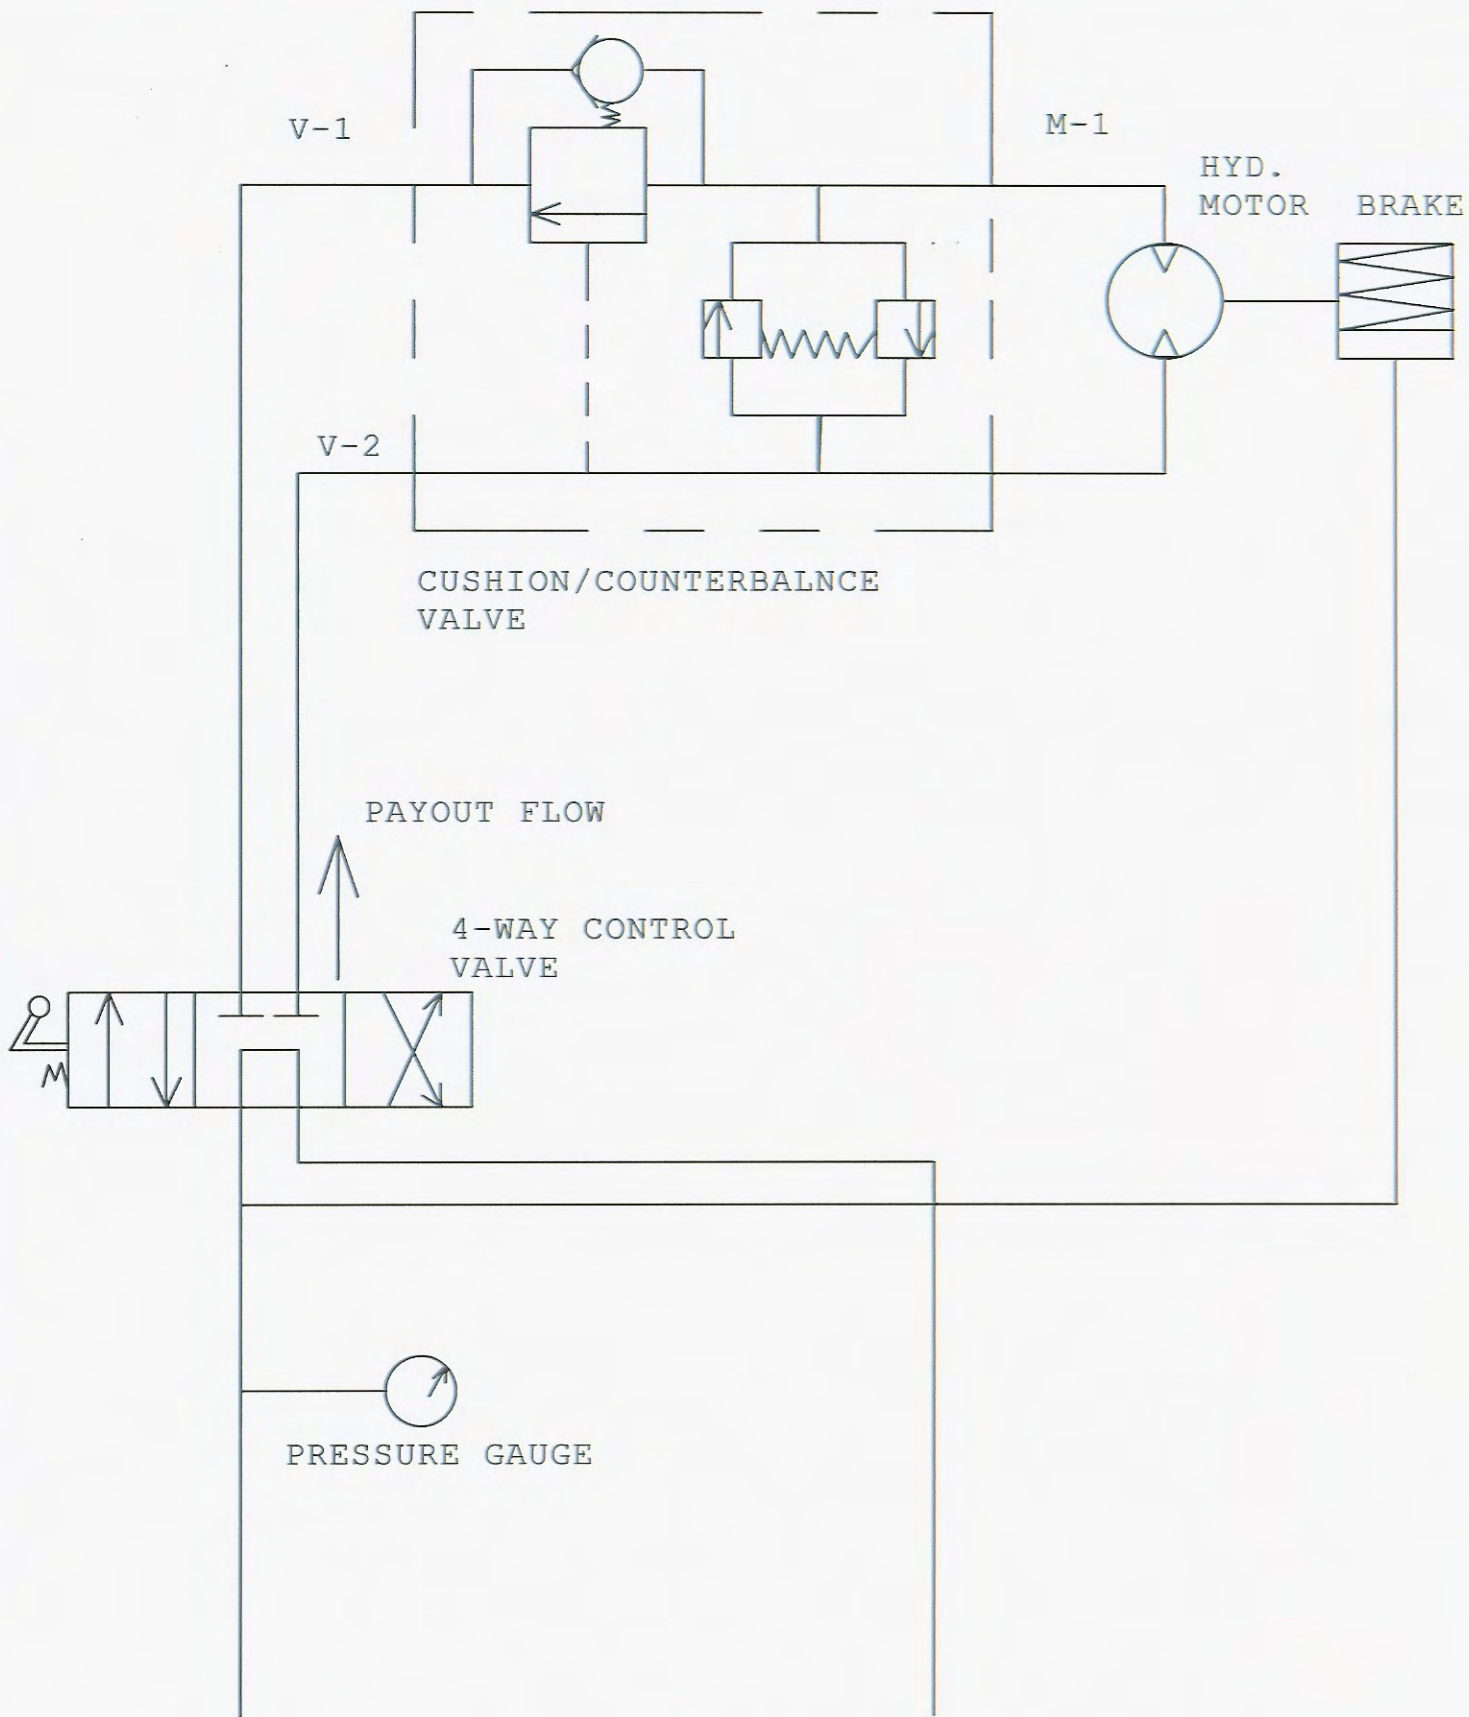 V-1
M-1
HYD.
MOTOR BRAKE
V-2
CUSHION/COUNTERBALNCE
VALVE
PAYOUT FLOW
4-WAY CONTROL
VALVE
PRESSURE GAUGE